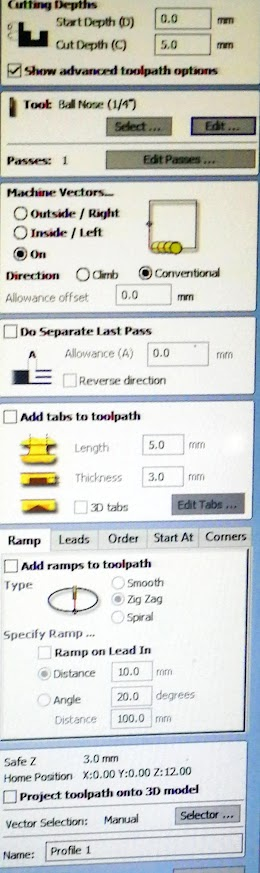 Cutting Depths
Start Depth (D) 0.0 mm
Cut Depth (C) 5.0 mm
Show advanced toolpath options
Tool: Ball Nose (1/4")
Select ... Edit ...
Passes: 1 Edit Passes ...
Machine Vectors...
Outside / Right
Inside / Left
On
Direction Climb Conventional
Allowance offset 0.0 mm
Do Separate Last Pass
A Allowance (A) 0.0 mm
Reverse direction
Add tabs to toolpath
Length 5.0 mm
Thickness 3.0 mm
3D tabs Edit Tabs ...
Ramp Leads Order Start At Corners
Add ramps to toolpath
Type Smooth
Zig Zag
Spiral
Specify Ramp ...
Ramp on Lead In
Distance 10.0 mm
Angle 20.0 degrees
Distance 100.0 mm
Safe Z 3.0 mm
Home Position X:0.00 Y:0.00 Z:12.00
Project toolpath onto 3D model
Vector Selection: Manual Selector ...
Name: Profile 1